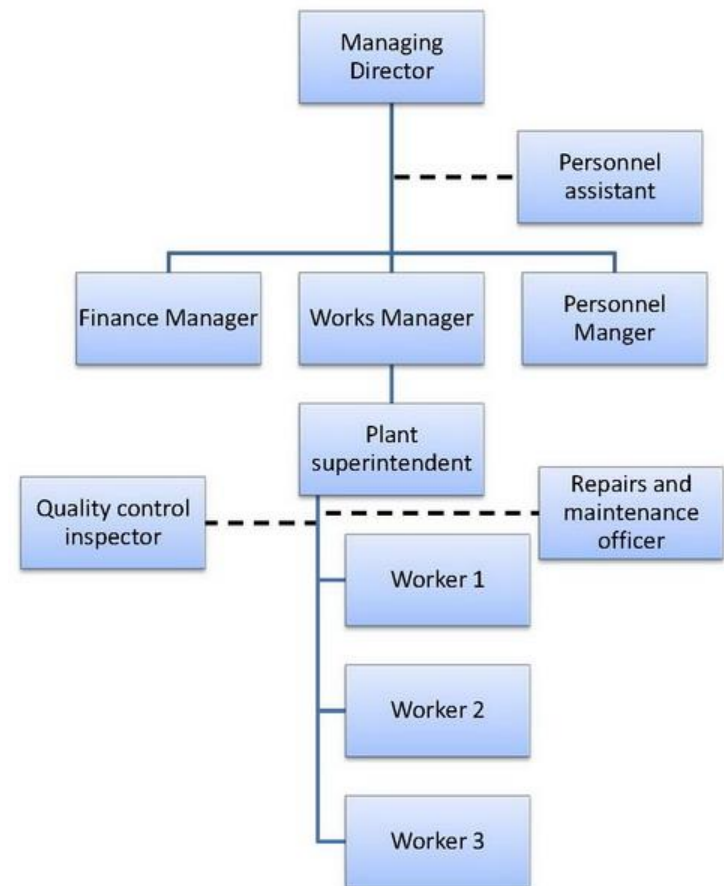 Managing
Director
Personnel
assistant
Finance Manager
Works Manager
Personnel
Manger
Plant
superintendent
Quality control
inspector
Repairs and
maintenance
officer
Worker 1
Worker 2
Worker 3